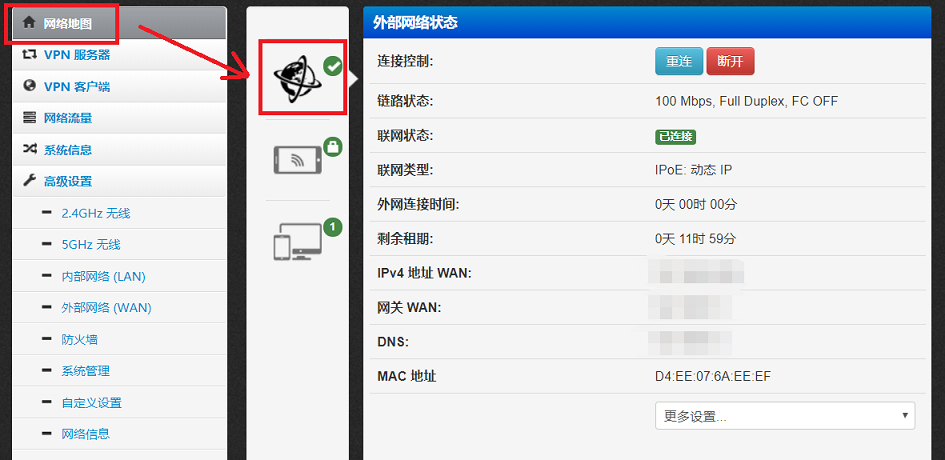 网络地图
VPN 服务器
VPN 客户端
网络流量
系统信息
高级设置
2.4GHz 无线
5GHz 无线
内部网络 (LAN)
外部网络 (WAN)
防火墙
系统管理
自定义设置
网络信息
1
外部网络状态
连接控制: 重连 断开
链路状态: 100 Mbps, Full Duplex, FC OFF
联网状态: 已连接
联网类型: IPoE: 动态 IP
外网连接时间: 0天 00时 00分
剩余租期: 0天 11时 59分
IPv4 地址 WAN:
网关 WAN:
DNS:
MAC 地址 D4:EE:07:6A:EE:EF
更多设置...